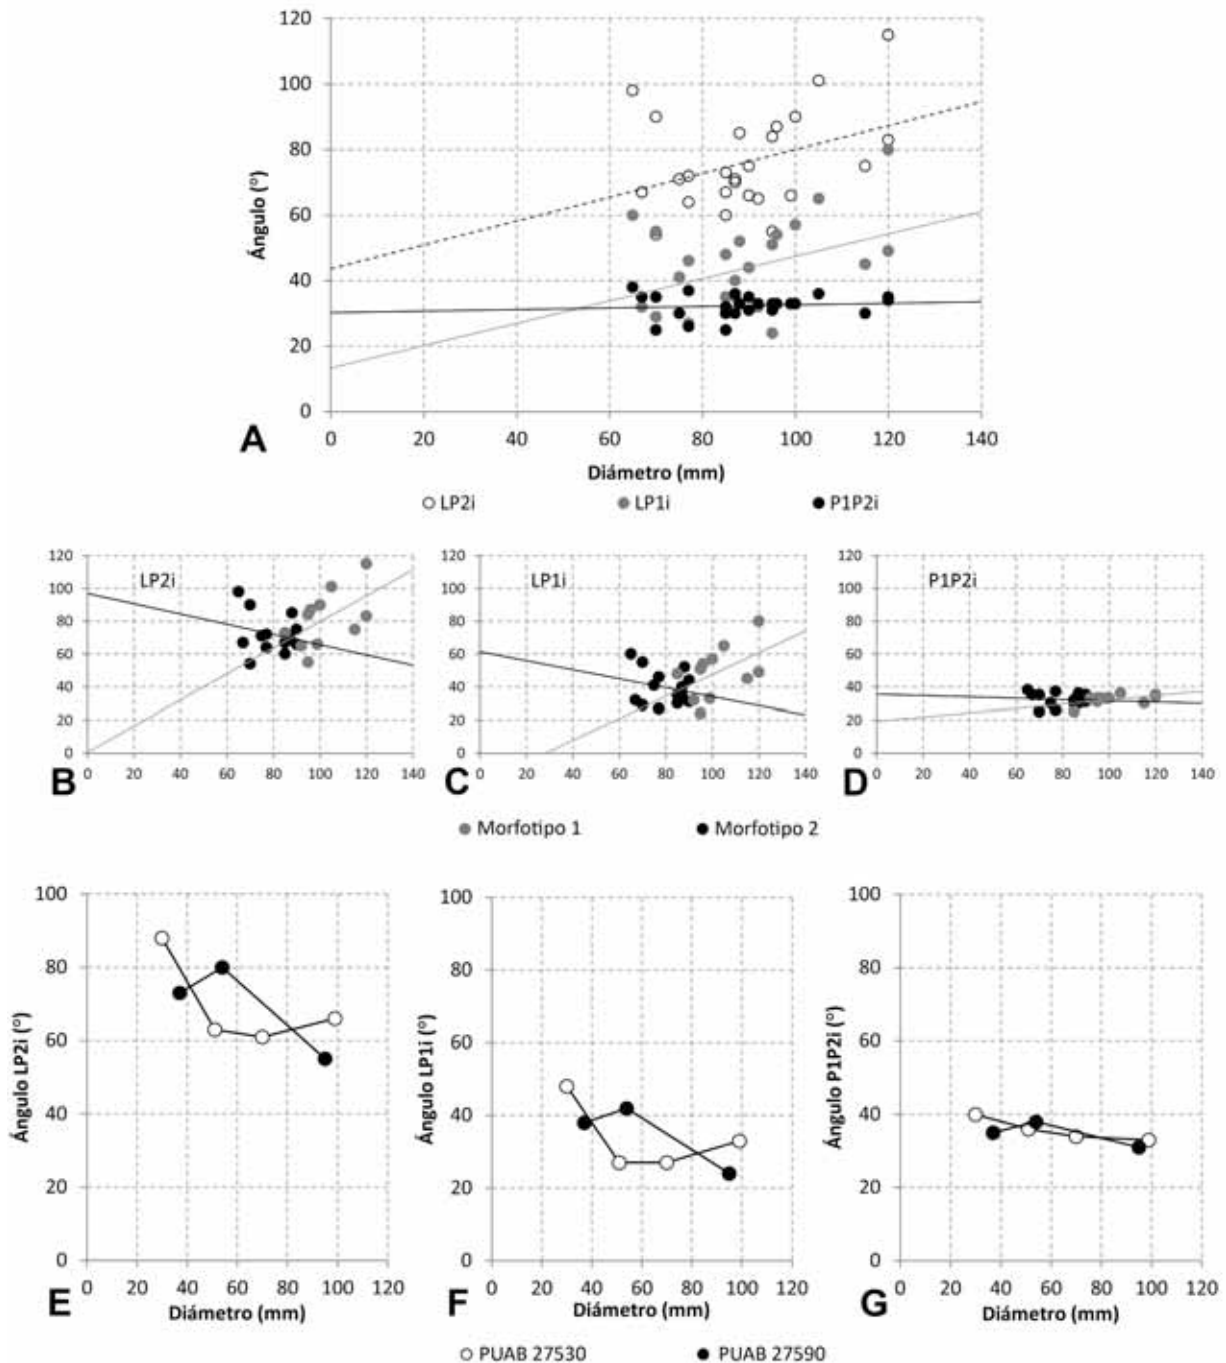 120
100
80
60
40
20
0
Ángulo (°)
0 20 40 60 80 100 120 140
A
Diámetro (mm)
LP2i LP1i P1P2i
120
100
80
60
40
20
0
LP2i
0 20 40 60 80 100 120 140
B
120
100
80
60
40
20
0
LP1i
0 20 40 60 80 100 120 140
C
120
100
80
60
40
20
0
P1P2i
0 20 40 60 80 100 120 140
D
Morfotipo 1 Morfotipo 2
100
80
60
40
20
0
Ángulo LP2i (°)
0 20 40 60 80 100 120
E
Diámetro (mm)
100
80
60
40
20
0
Ángulo LP1i (°)
0 20 40 60 80 100 120
F
Diámetro (mm)
100
80
60
40
20
0
Ángulo P1P2i (°)
0 20 40 60 80 100 120
G
Diámetro (mm)
PUAB 27530 PUAB 27590